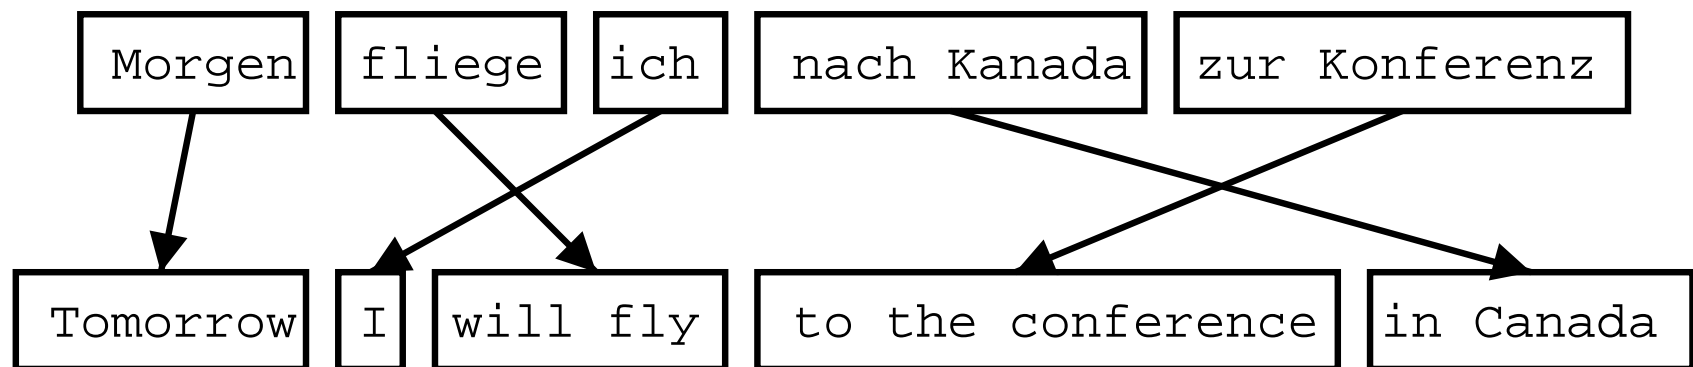 Morgen fliege ich nach Kanada zur Konferenz
Tomorrow I will fly to the conference in Canada